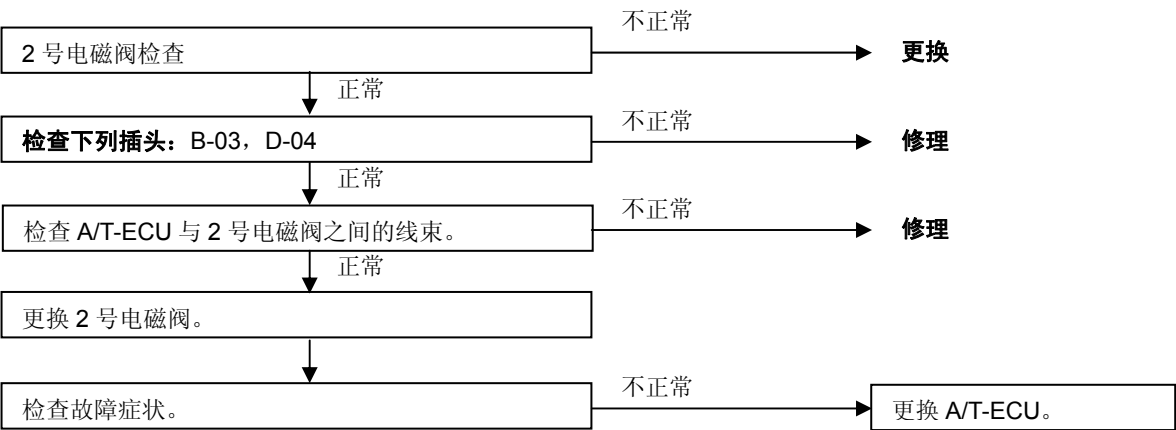 不正常
2 号电磁阀检查
更换
正常
不正常
检查下列插头：B-03，D-04
修理
正常
不正常
检查 A/T-ECU 与 2 号电磁阀之间的线束。
修理
正常
更换 2 号电磁阀。
不正常
检查故障症状。
更换 A/T-ECU。